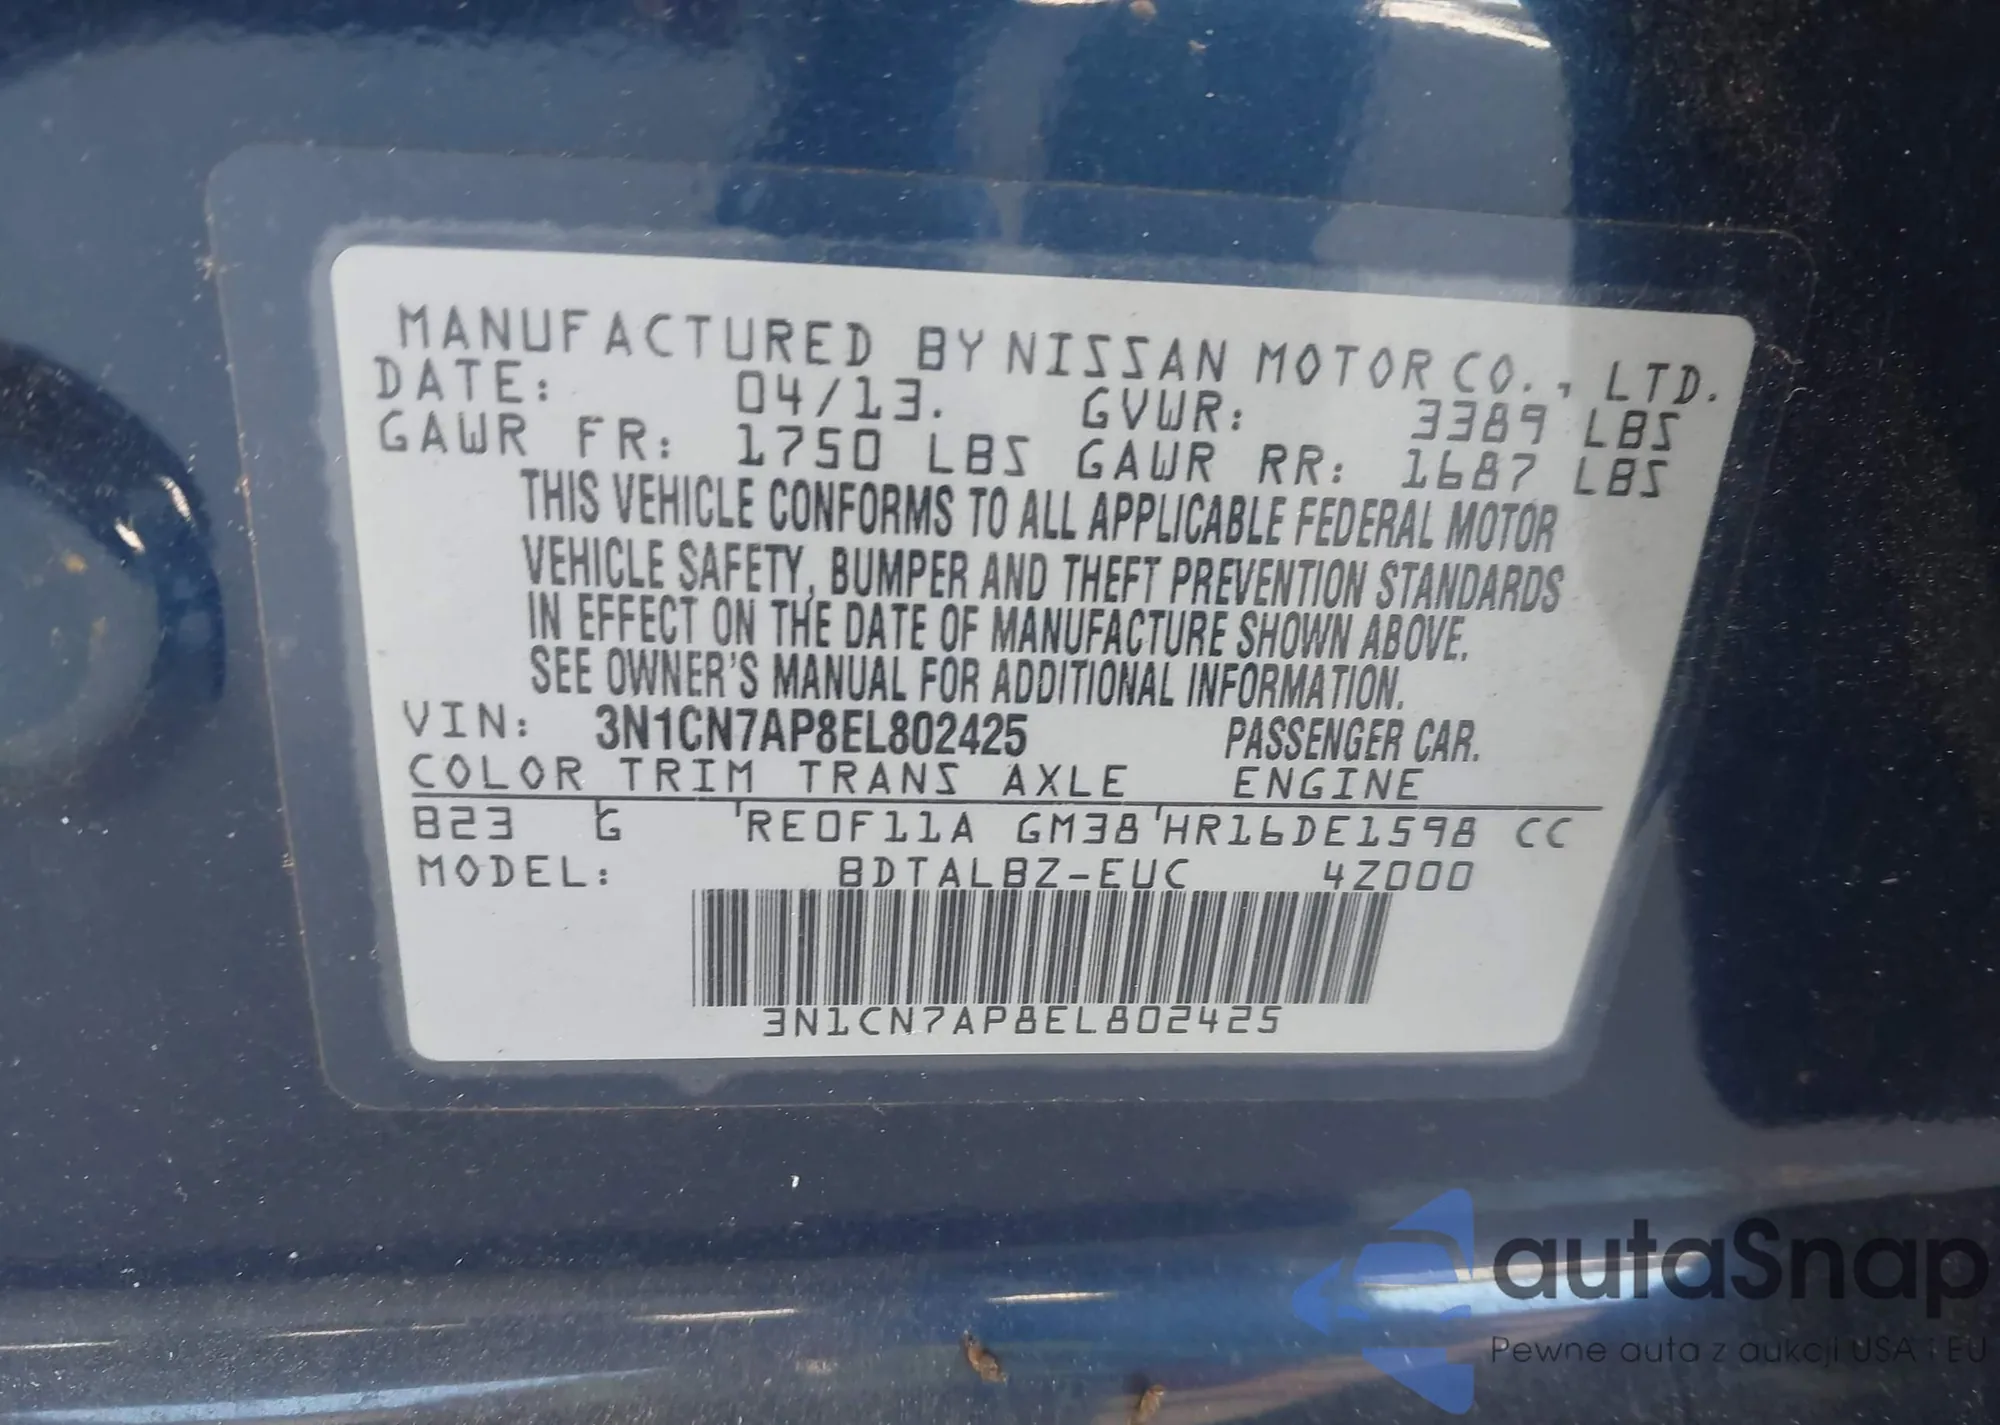 MANUFACTURED BY NISSAN MOTOR CO., LTD.
DATE: 04/13. GVWR: 3389 LBS
GAWR FR: 1750 LBS GAWR RR: 1687 LBS
THIS VEHICLE CONFORMS TO ALL APPLICABLE FEDERAL MOTOR
VEHICLE SAFETY, BUMPER AND THEFT PREVENTION STANDARDS
IN EFFECT ON THE DATE OF MANUFACTURE SHOWN ABOVE.
SEE OWNER'S MANUAL FOR ADDITIONAL INFORMATION.
VIN: 3N1CN7AP8EL802425 PASSENGER CAR.
COLOR TRIM TRANS AXLE ENGINE
B23 G 'RE0F11A GM38'HR16DE1598 CC
MODEL: BDTALBZ-EUC 4Z000
3N1CN7AP8EL802425
autaSnap
Pewne auta z aukcji USA i EU